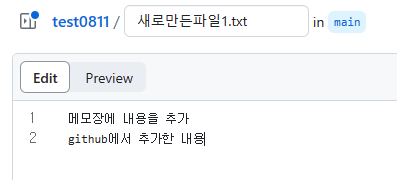 test0811 / 새로만든파일1.txt in main
Edit Preview
1 메모장에 내용을 추가
2 github에서 추가한 내용